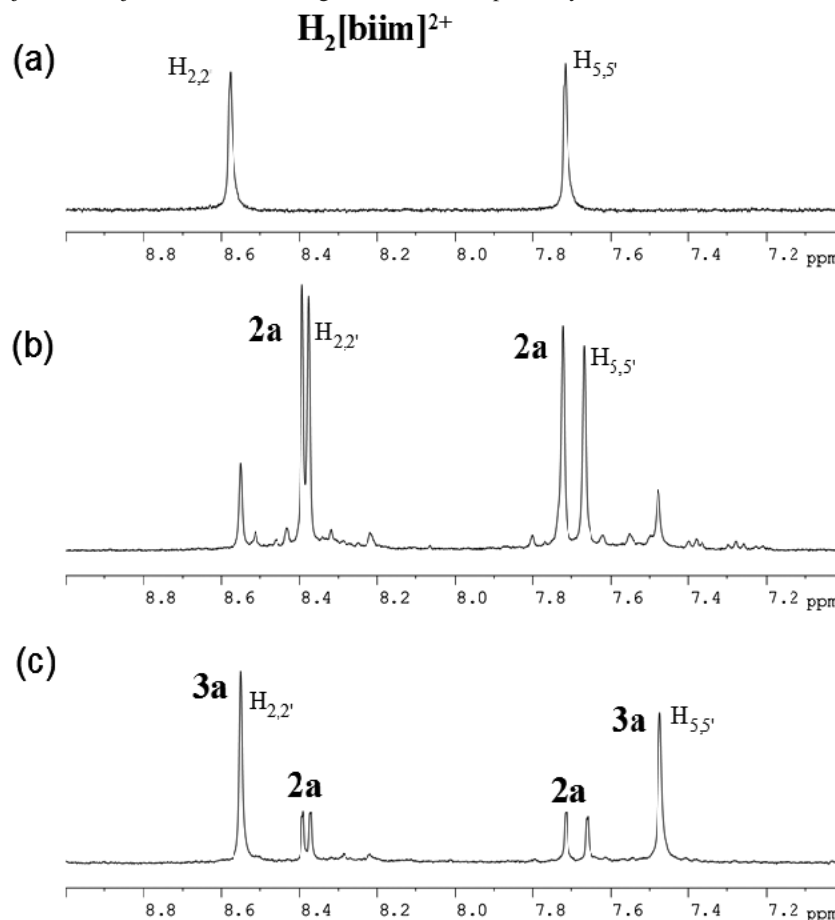 H2[biim]2+
(a)
H2,2' H5,5'
8.8 8.6 8.4 8.2 8.0 7.8 7.6 7.4 7.2 ppm
(b)
2a H2,2' 2a H5,5'
8.8 8.6 8.4 8.2 8.0 7.8 7.6 7.4 7.2 ppm
(c)
3a H2,2' 2a 2a 3a H5,5'
8.8 8.6 8.4 8.2 8.0 7.8 7.6 7.4 7.2 ppm